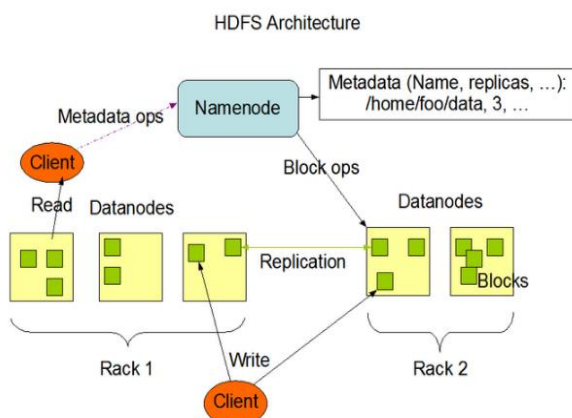 HDFS Architecture
Metadata (Name, replicas, ...):
/home/foo/data, 3, ...
Namenode
Metadata ops
Client
Block ops
Read
Datanodes
Datanodes
Replication
Blocks
Rack 1
Write
Rack 2
Client